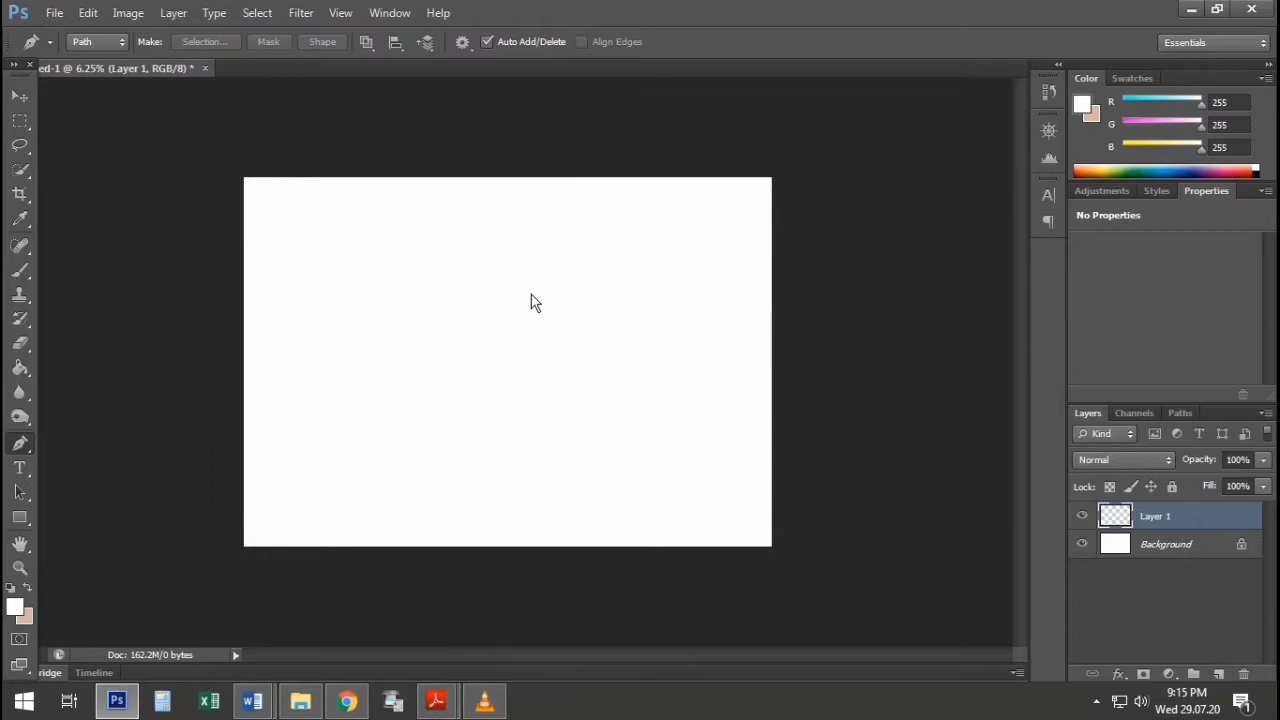 Ps File Edit Image Layer Type Select Filter View Window Help
Path Make: Selection... Mask Shape Auto Add/Delete Align Edges Essentials
ed-1 @ 6.25% (Layer 1, RGB/8) * ×
Color Swatches
R 255
G 255
B 255
Adjustments Styles Properties
No Properties
Layers Channels Paths
Kind
Normal Opacity: 100%
Lock: Fill: 100%
Layer 1
Background
Doc: 162.2M/0 bytes
ridge Timeline
9:15 PM
Wed 29.07.20
1